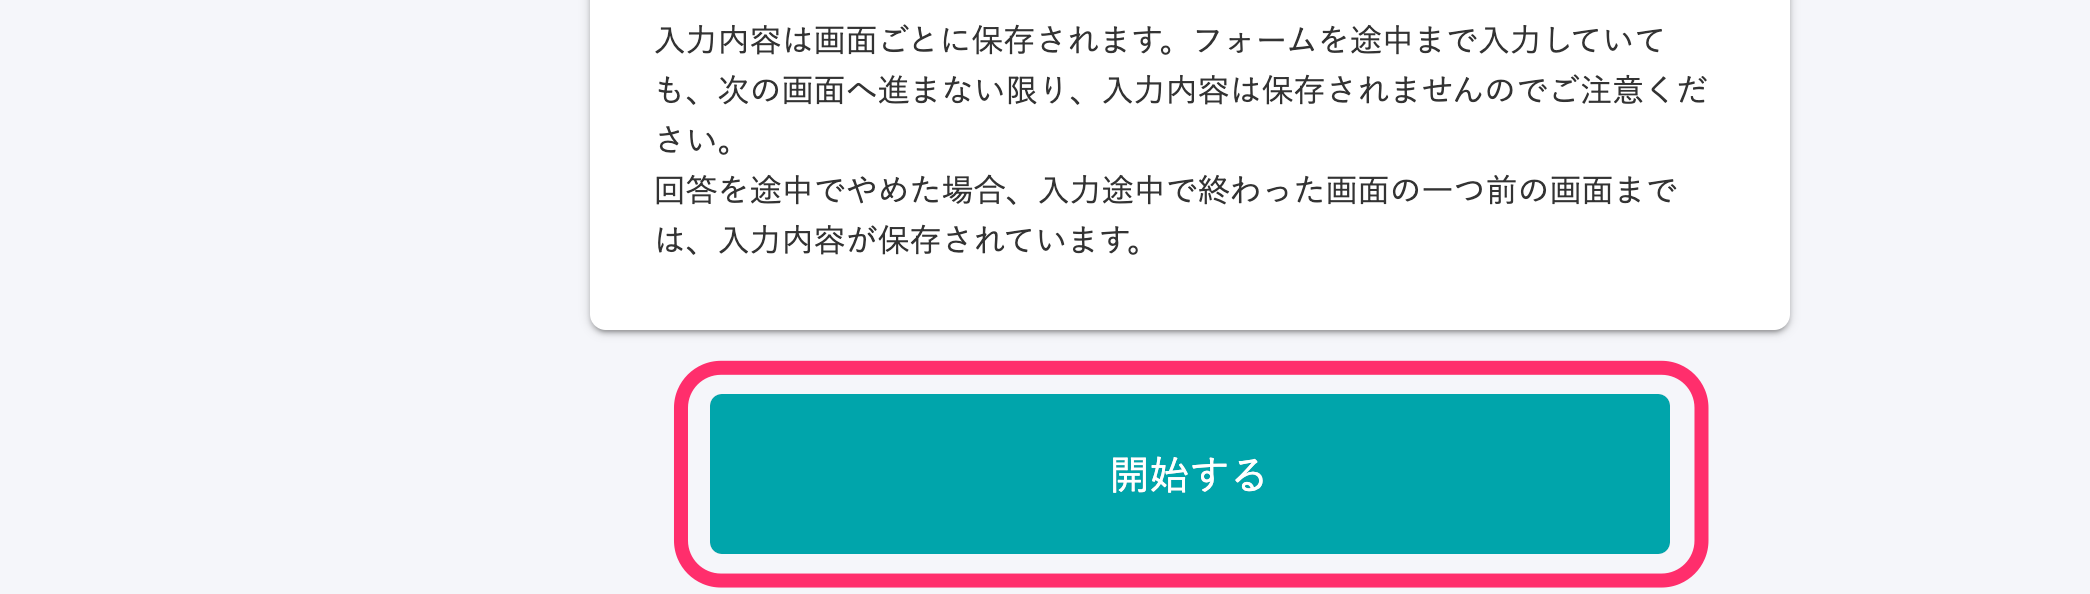 入力内容は画面ごとに保存されます。フォームを途中まで入力していて
も、次の画面へ進まない限り、入力内容は保存されませんのでご注意くだ
さい。
回答を途中でやめた場合、入力途中で終わった画面の一つ前の画面まで
は、入力内容が保存されています。
開始する